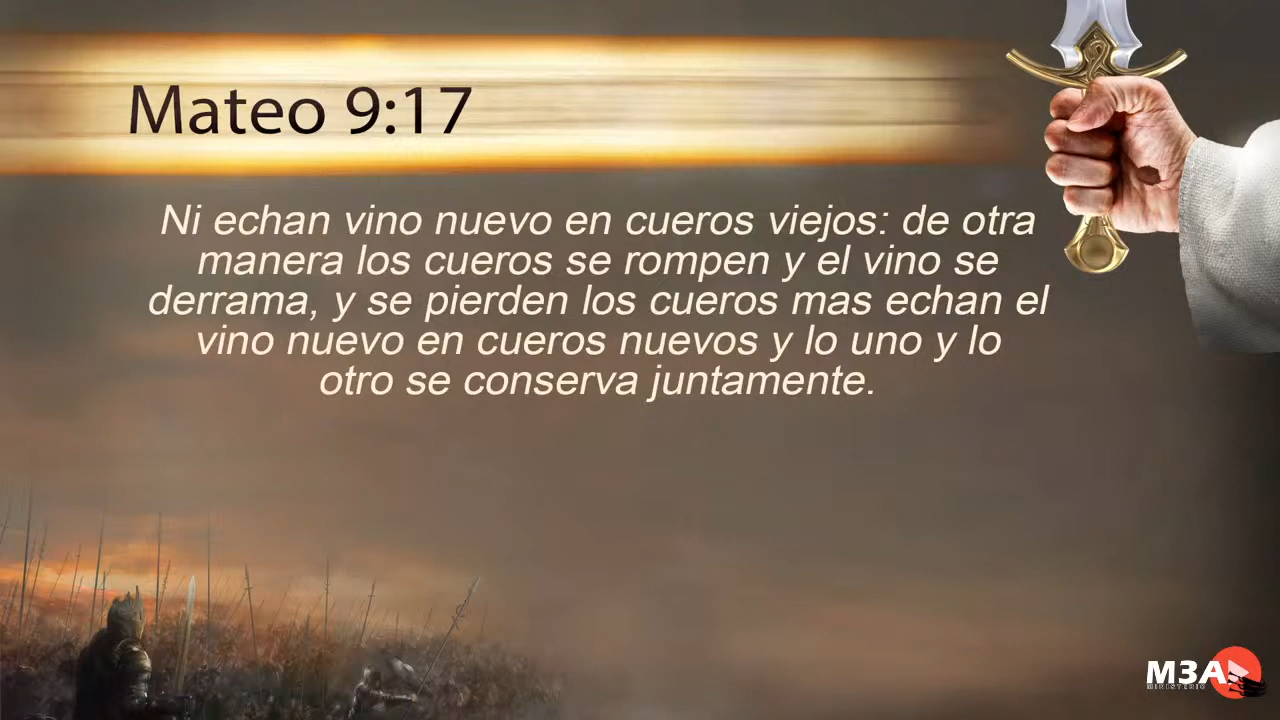 Mateo 9:17
Ni echan vino nuevo en cueros viejos: de otra
manera los cueros se rompen y el vino se
derrama, y se pierden los cueros mas echan el
vino nuevo en cueros nuevos y lo uno y lo
otro se conserva juntamente.
M3A
MINISTERIO